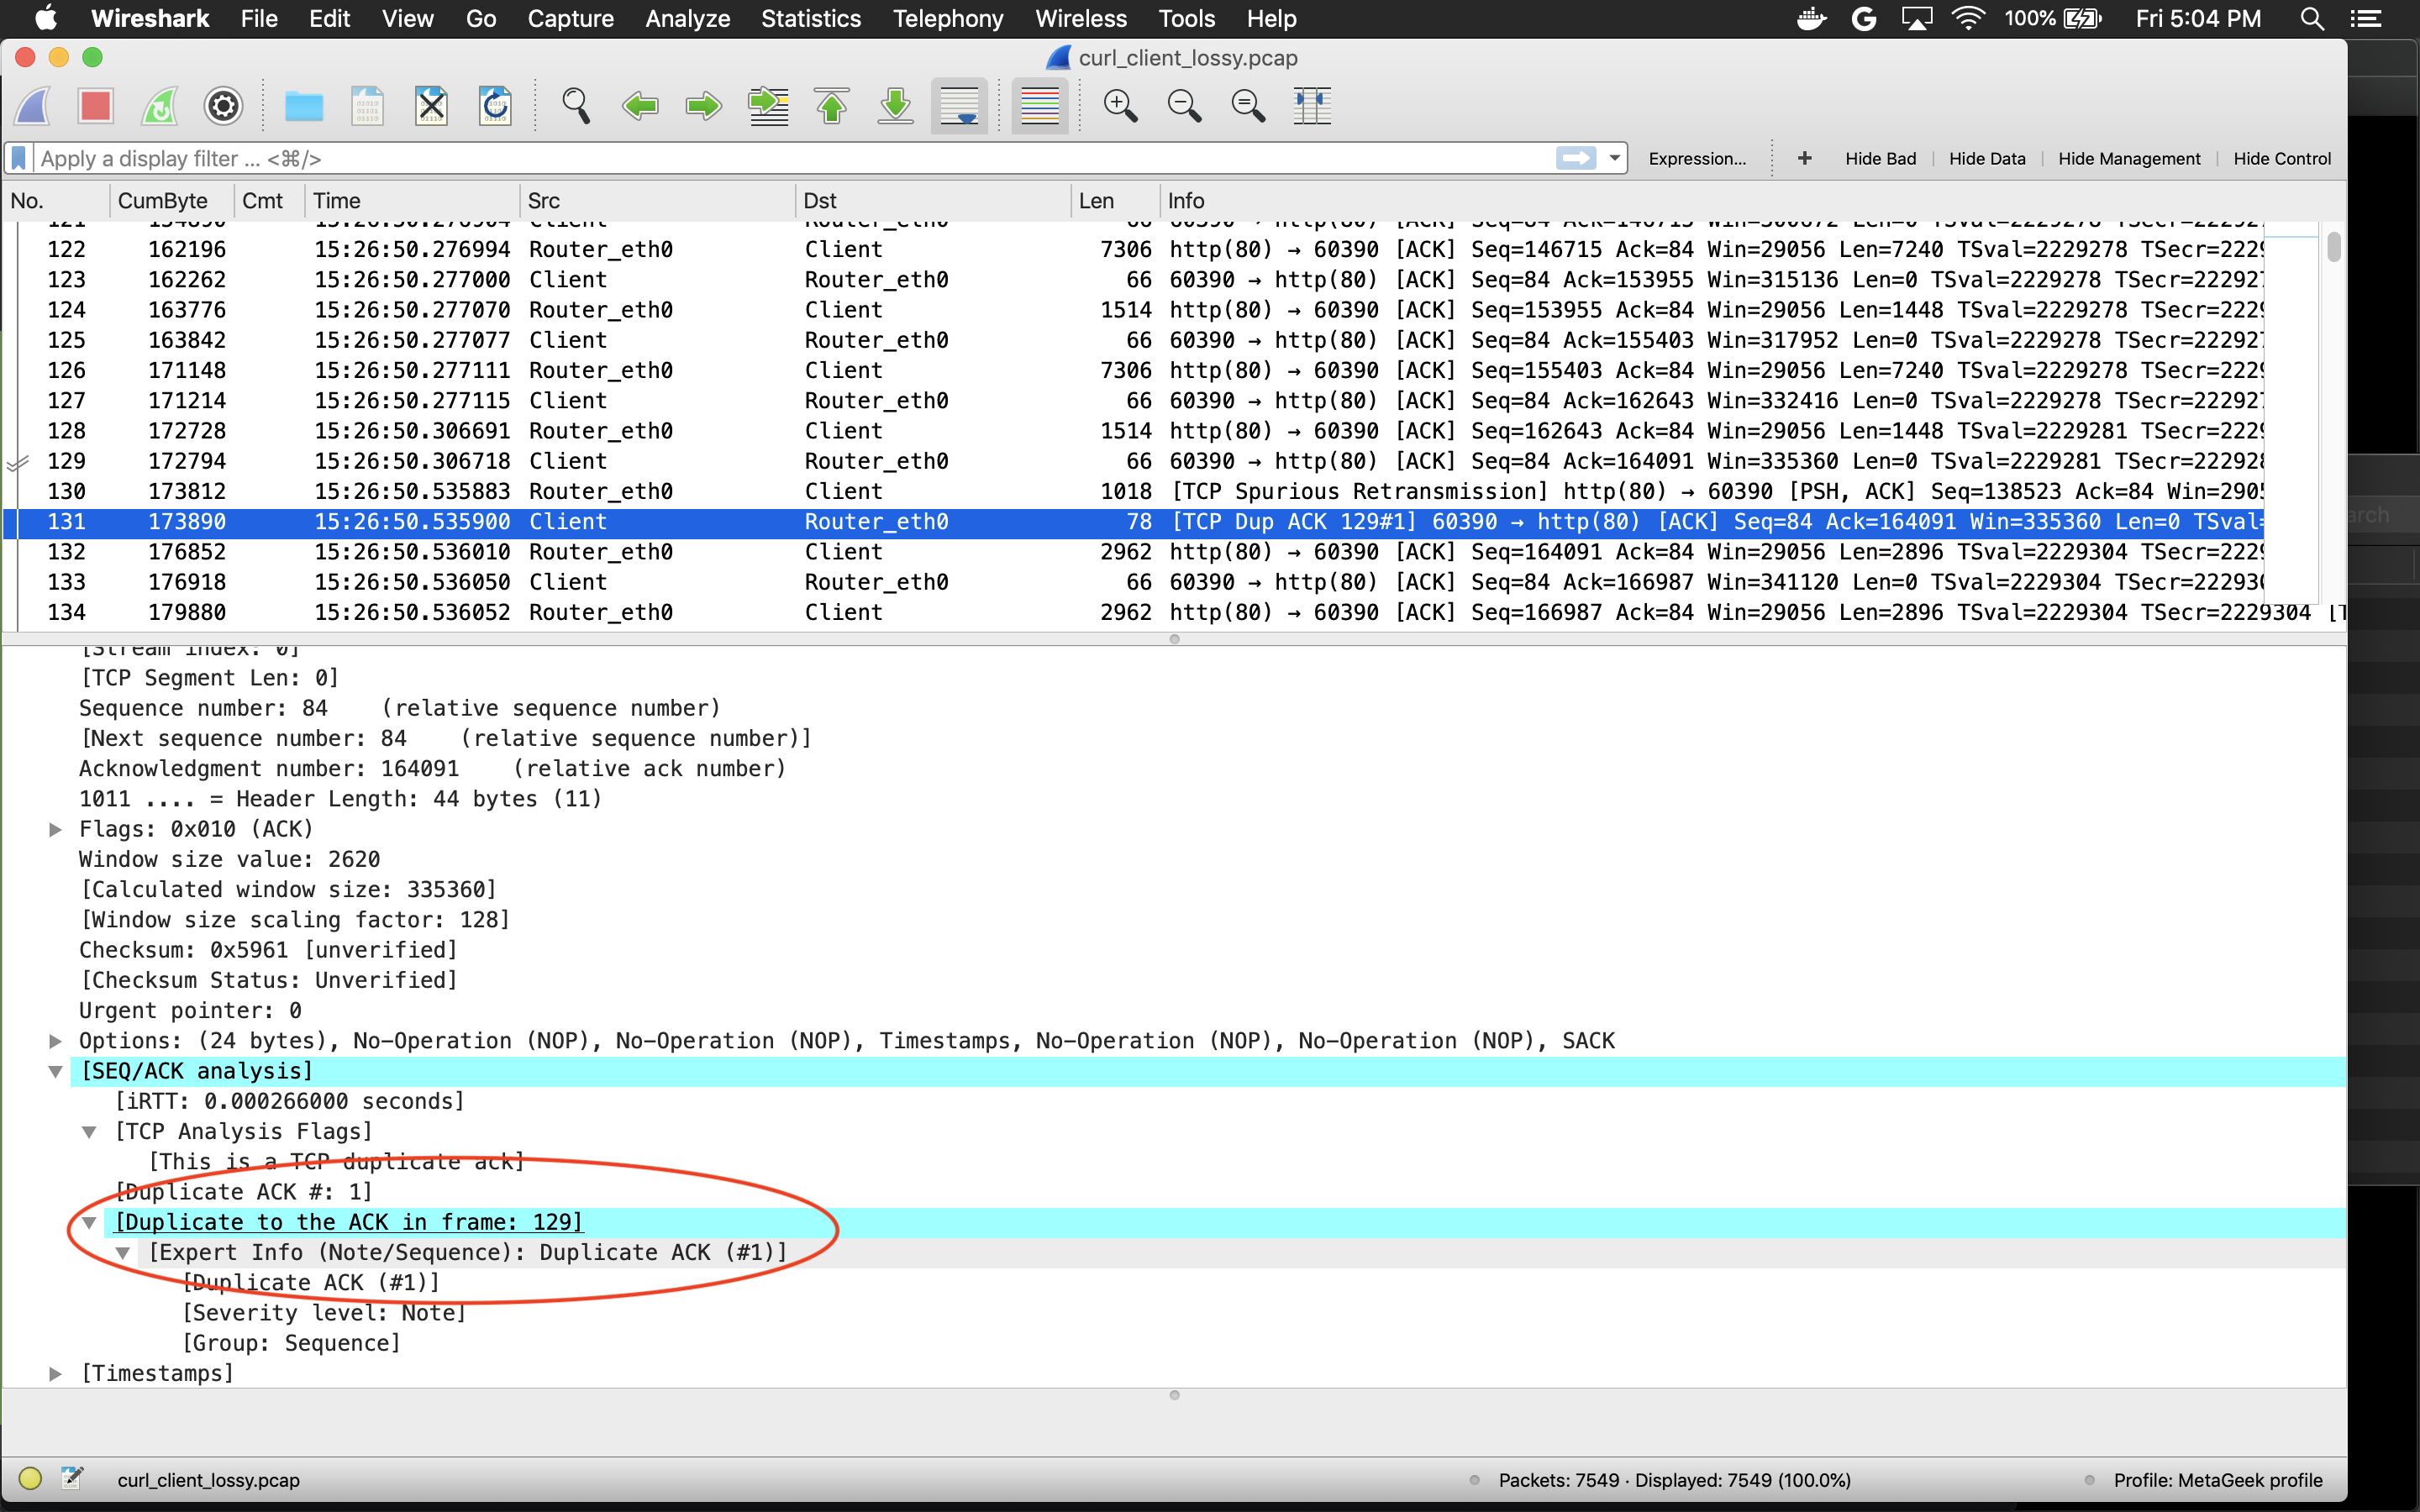 Wireshark File Edit View Go Capture Analyze Statistics Telephony Wireless Tools Help 100% Fri 5:04 PM
curl_client_lossy.pcap
Apply a display filter ... <⌘/> Expression... + Hide Bad Hide Data Hide Management Hide Control
No. CumByte Cmt Time Src Dst Len Info
122 162196 15:26:50.276994 Router_eth0 Client 7306 http(80) → 60390 [ACK] Seq=146715 Ack=84 Win=29056 Len=7240 TSval=2229278 TSecr=2229
123 162262 15:26:50.277000 Client Router_eth0 66 60390 → http(80) [ACK] Seq=84 Ack=153955 Win=315136 Len=0 TSval=2229278 TSecr=222927
124 163776 15:26:50.277070 Router_eth0 Client 1514 http(80) → 60390 [ACK] Seq=153955 Ack=84 Win=29056 Len=1448 TSval=2229278 TSecr=2229
125 163842 15:26:50.277077 Client Router_eth0 66 60390 → http(80) [ACK] Seq=84 Ack=155403 Win=317952 Len=0 TSval=2229278 TSecr=222927
126 171148 15:26:50.277111 Router_eth0 Client 7306 http(80) → 60390 [ACK] Seq=155403 Ack=84 Win=29056 Len=7240 TSval=2229278 TSecr=2229
127 171214 15:26:50.277115 Client Router_eth0 66 60390 → http(80) [ACK] Seq=84 Ack=162643 Win=332416 Len=0 TSval=2229278 TSecr=222927
128 172728 15:26:50.306691 Router_eth0 Client 1514 http(80) → 60390 [ACK] Seq=162643 Ack=84 Win=29056 Len=1448 TSval=2229281 TSecr=2229
129 172794 15:26:50.306718 Client Router_eth0 66 60390 → http(80) [ACK] Seq=84 Ack=164091 Win=335360 Len=0 TSval=2229281 TSecr=222928
130 173812 15:26:50.535883 Router_eth0 Client 1018 [TCP Spurious Retransmission] http(80) → 60390 [PSH, ACK] Seq=138523 Ack=84 Win=2905
131 173890 15:26:50.535900 Client Router_eth0 78 [TCP Dup ACK 129#1] 60390 → http(80) [ACK] Seq=84 Ack=164091 Win=335360 Len=0 TSval=
132 176852 15:26:50.536010 Router_eth0 Client 2962 http(80) → 60390 [ACK] Seq=164091 Ack=84 Win=29056 Len=2896 TSval=2229304 TSecr=2229
133 176918 15:26:50.536050 Client Router_eth0 66 60390 → http(80) [ACK] Seq=84 Ack=166987 Win=341120 Len=0 TSval=2229304 TSecr=222930
134 179880 15:26:50.536052 Router_eth0 Client 2962 http(80) → 60390 [ACK] Seq=166987 Ack=84 Win=29056 Len=2896 TSval=2229304 TSecr=2229304 [T
[Stream index: 0]
[TCP Segment Len: 0]
Sequence number: 84 (relative sequence number)
[Next sequence number: 84 (relative sequence number)]
Acknowledgment number: 164091 (relative ack number)
1011 .... = Header Length: 44 bytes (11)
Flags: 0x010 (ACK)
Window size value: 2620
[Calculated window size: 335360]
[Window size scaling factor: 128]
Checksum: 0x5961 [unverified]
[Checksum Status: Unverified]
Urgent pointer: 0
Options: (24 bytes), No-Operation (NOP), No-Operation (NOP), Timestamps, No-Operation (NOP), No-Operation (NOP), SACK
[SEQ/ACK analysis]
[iRTT: 0.000266000 seconds]
[TCP Analysis Flags]
[This is a TCP duplicate ack]
[Duplicate ACK #: 1]
[Duplicate to the ACK in frame: 129]
[Expert Info (Note/Sequence): Duplicate ACK (#1)]
[Duplicate ACK (#1)]
[Severity level: Note]
[Group: Sequence]
[Timestamps]
curl_client_lossy.pcap Packets: 7549 · Displayed: 7549 (100.0%) Profile: MetaGeek profile